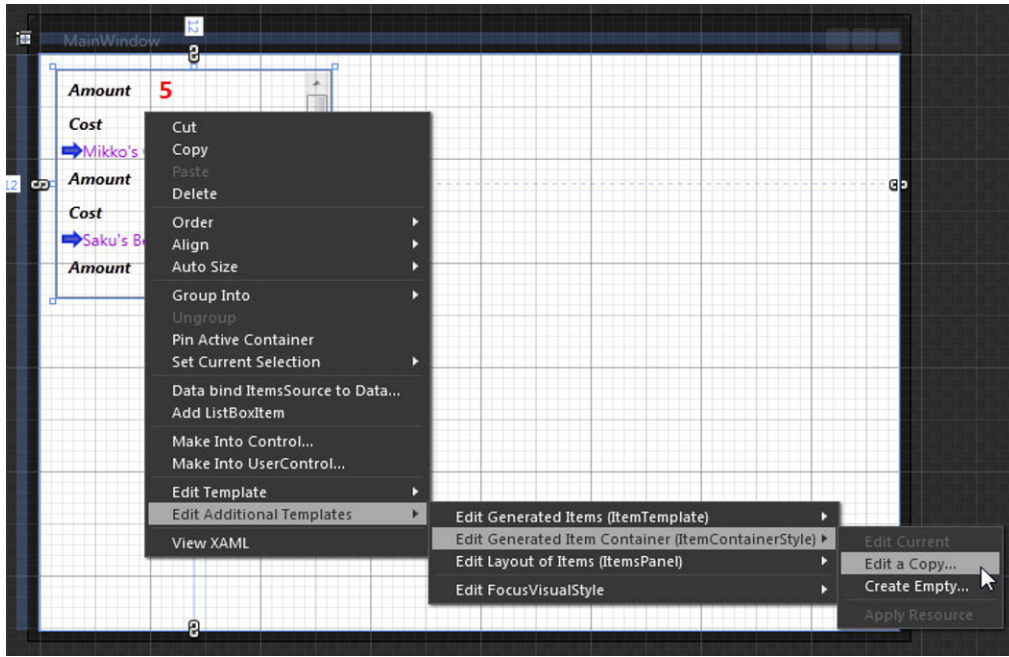 12
MainWindow
Amount 5
Cost
Mikko's
Amount
Cost
Saku's B
Amount
12
Cut
Copy
Paste
Delete
Order
Align
Auto Size
Group Into
Ungroup
Pin Active Container
Set Current Selection
Data bind ItemsSource to Data...
Add ListBoxItem
Make Into Control...
Make Into UserControl...
Edit Template
Edit Additional Templates
View XAML
Edit Generated Items (ItemTemplate)
Edit Generated Item Container (ItemContainerStyle)
Edit Layout of Items (ItemsPanel)
Edit FocusVisualStyle
Edit Current
Edit a Copy...
Create Empty...
Apply Resource